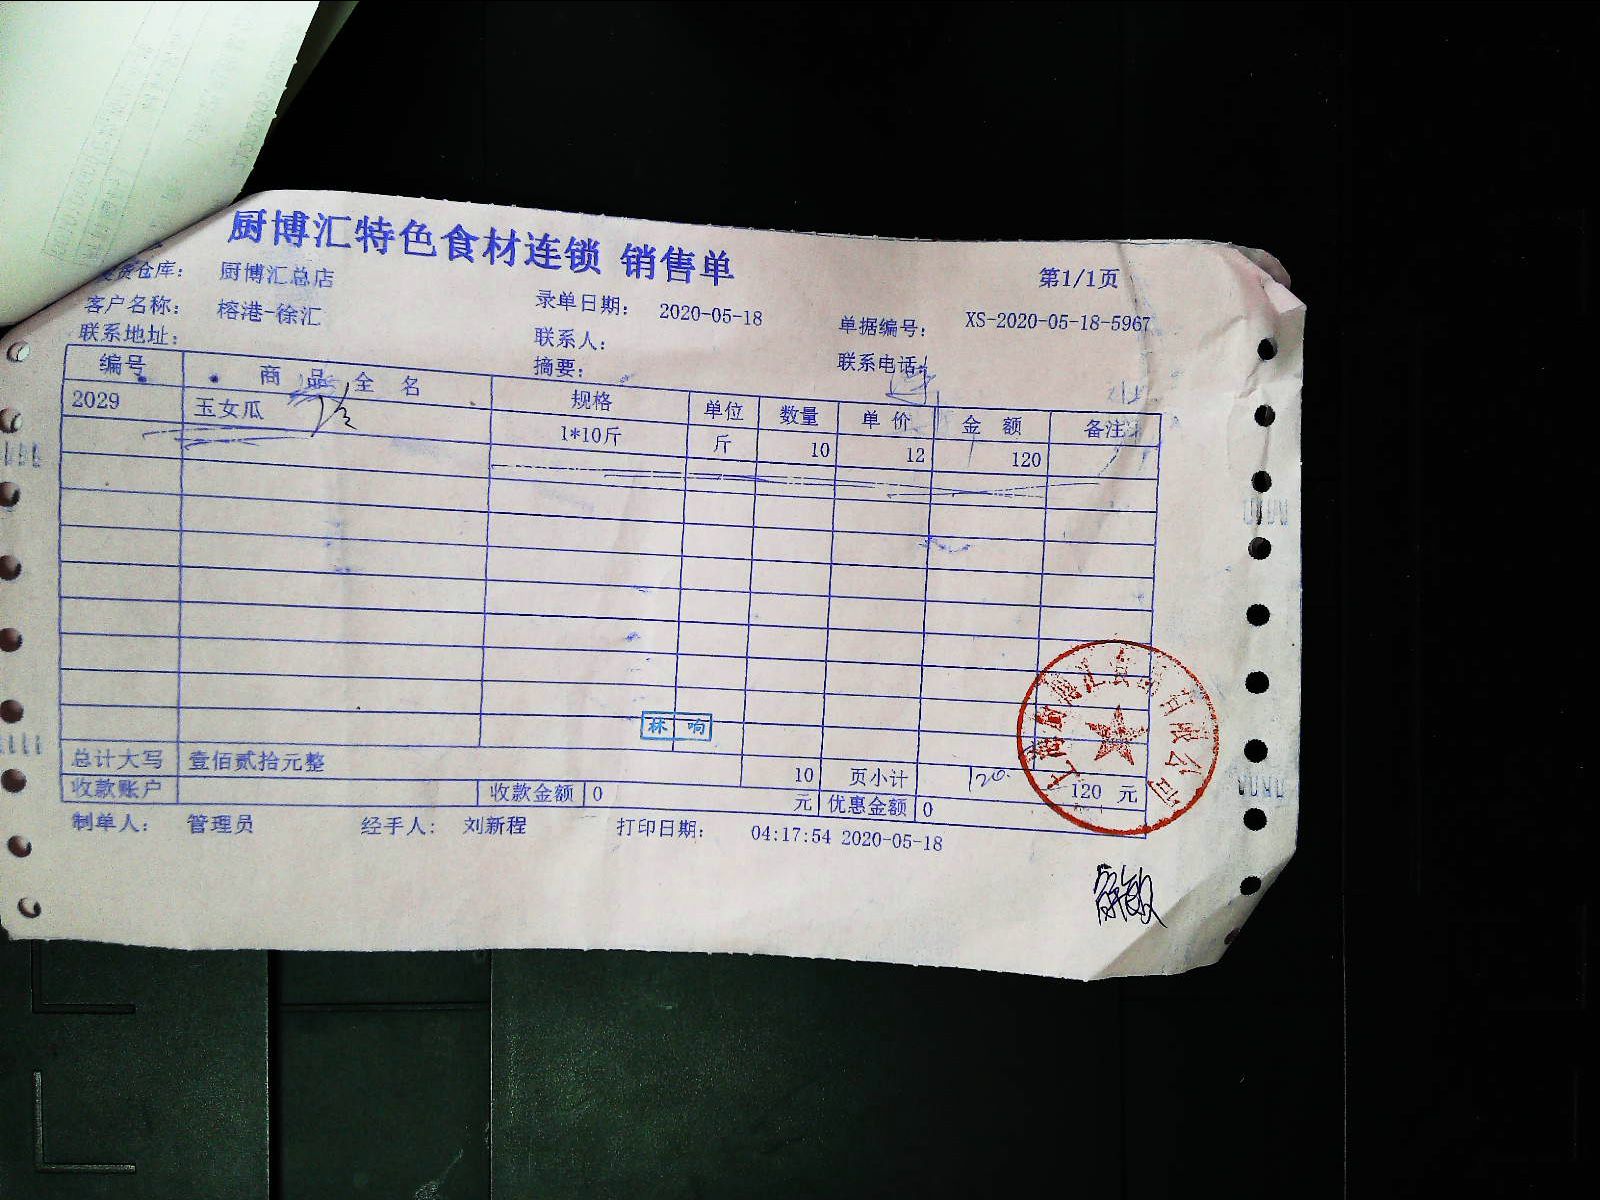 厨博汇特色食材连锁 销售单
仓库： 厨博汇总店 第1/1页
客户名称： 榕港-徐汇 录单日期： 2020-05-18 单据编号： XS-2020-05-18-5967
联系地址： 联系人： 联系电话：
摘要：
编号 商品全名 规格 单位 数量 单价 金额 备注
2029 玉女瓜 1*10斤 斤 10 12 120
林响
总计大写 壹佰贰拾元整 10 页小计 120. 120 元
收款账户 收款金额 0 元 优惠金额 0
制单人： 管理员 经手人： 刘新程 打印日期： 04:17:54 2020-05-18